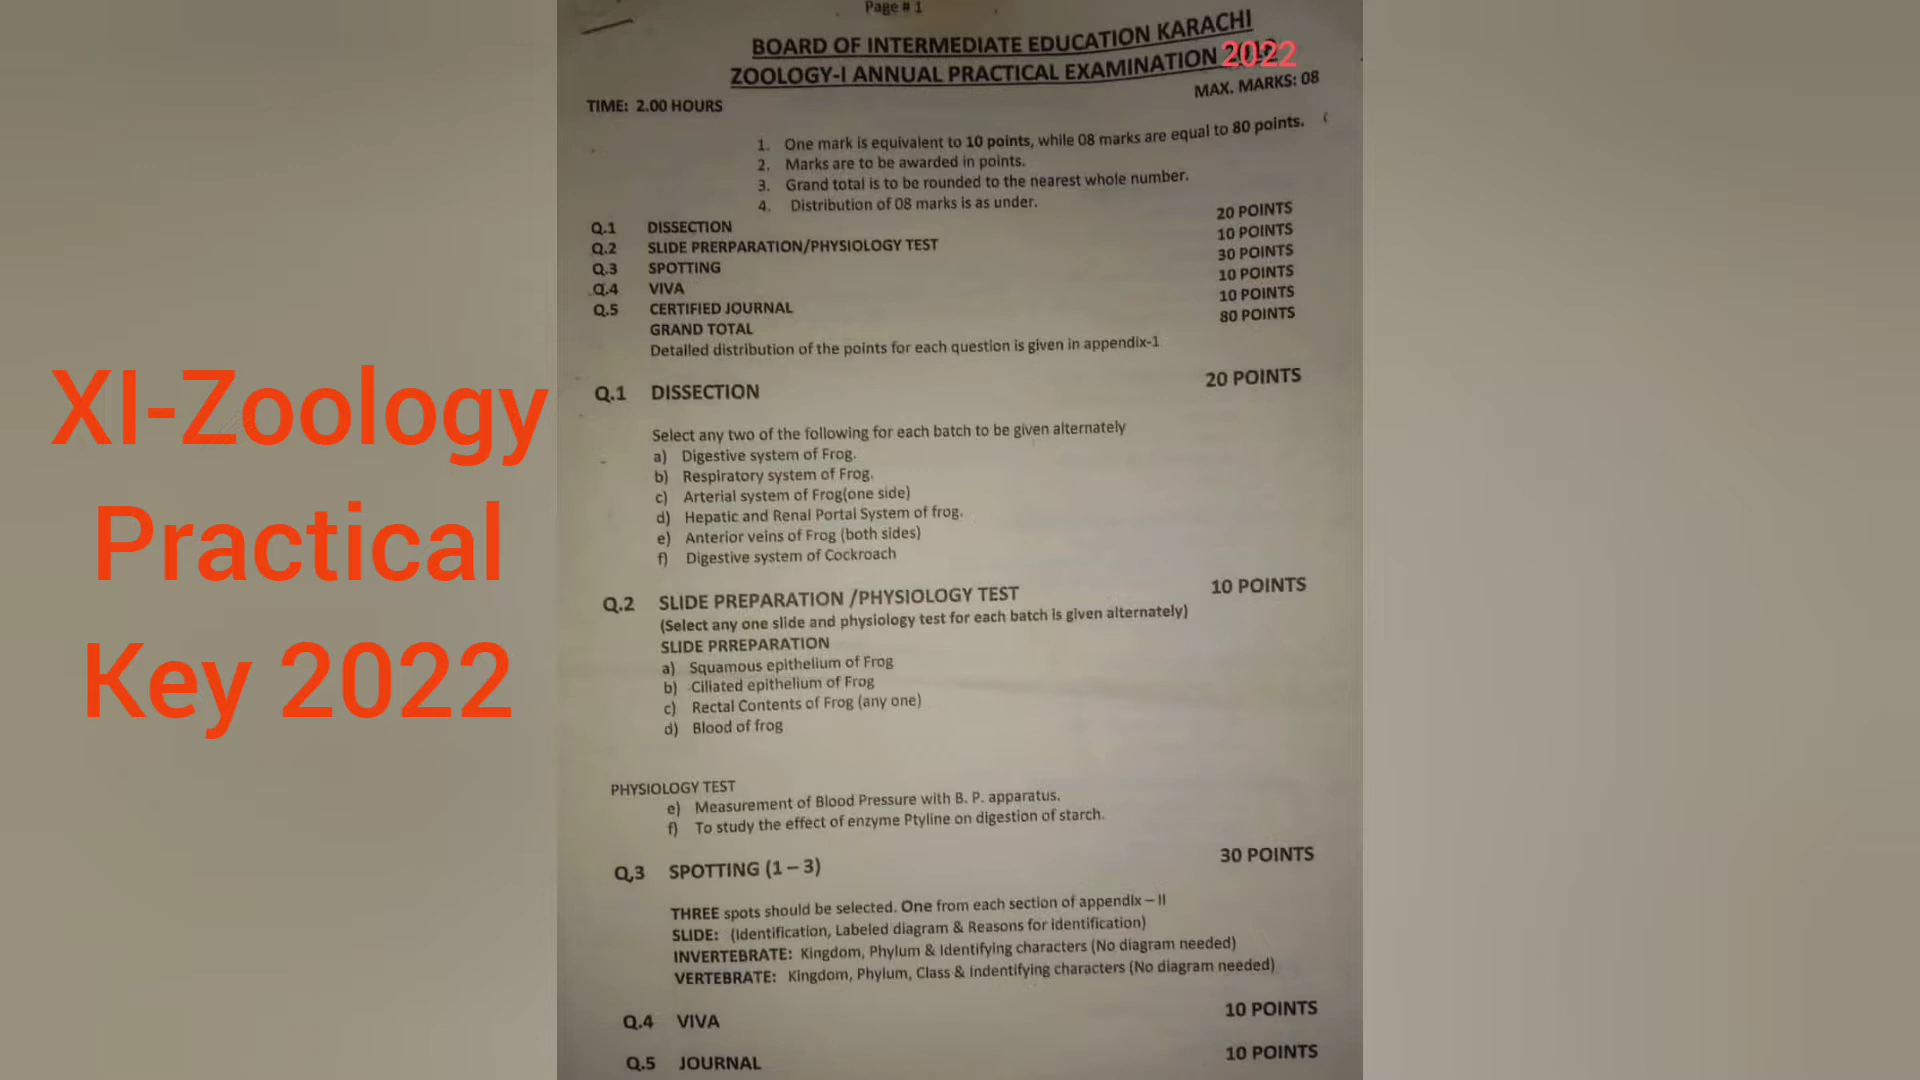 Page # 1
BOARD OF INTERMEDIATE EDUCATION KARACHI
ZOOLOGY-I ANNUAL PRACTICAL EXAMINATION 2022
MAX. MARKS: 08
TIME: 2.00 HOURS
1. One mark is equivalent to 10 points, while 08 marks are equal to 80 points.
2. Marks are to be awarded in points.
3. Grand total is to be rounded to the nearest whole number.
4. Distribution of 08 marks is as under.
Q.1 DISSECTION 20 POINTS
Q.2 SLIDE PRERPARATION/PHYSIOLOGY TEST 10 POINTS
Q.3 SPOTTING 30 POINTS
Q.4 VIVA 10 POINTS
Q.5 CERTIFIED JOURNAL 10 POINTS
GRAND TOTAL 80 POINTS
Detailed distribution of the points for each question is given in appendix-1
Q.1 DISSECTION 20 POINTS
Select any two of the following for each batch to be given alternately
a) Digestive system of Frog.
b) Respiratory system of Frog.
c) Arterial system of Frog(one side)
d) Hepatic and Renal Portal System of frog.
e) Anterior veins of Frog (both sides)
f) Digestive system of Cockroach
Q.2 SLIDE PREPARATION /PHYSIOLOGY TEST 10 POINTS
(Select any one slide and physiology test for each batch is given alternately)
SLIDE PRREPARATION
a) Squamous epithelium of Frog
b) Ciliated epithelium of Frog
c) Rectal Contents of Frog (any one)
d) Blood of frog
PHYSIOLOGY TEST
e) Measurement of Blood Pressure with B. P. apparatus.
f) To study the effect of enzyme Ptyline on digestion of starch.
Q.3 SPOTTING (1 – 3) 30 POINTS
THREE spots should be selected. One from each section of appendix – II
SLIDE: (Identification, Labeled diagram & Reasons for identification)
INVERTEBRATE: Kingdom, Phylum & Identifying characters (No diagram needed)
VERTEBRATE: Kingdom, Phylum, Class & Indentifying characters (No diagram needed)
Q.4 VIVA 10 POINTS
Q.5 JOURNAL 10 POINTS
XI-Zoology
Practical
Key 2022